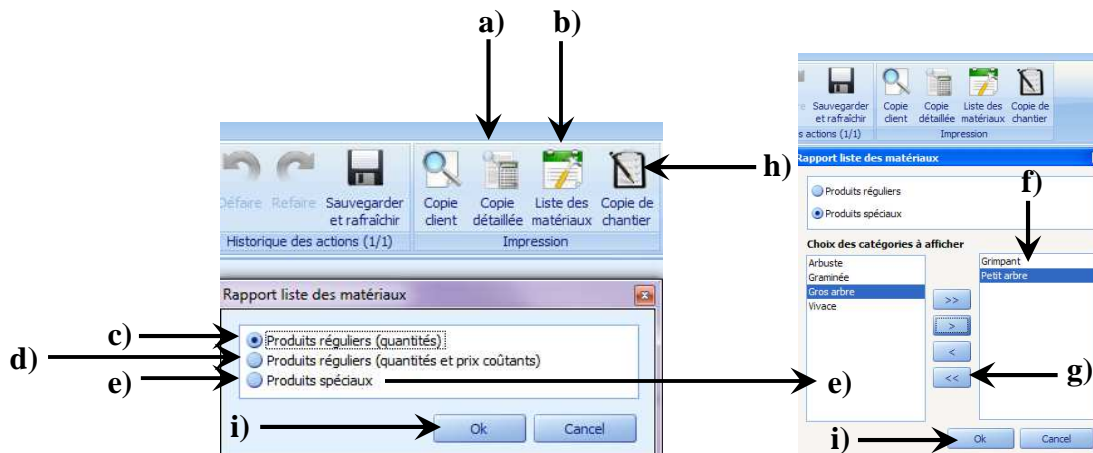 a)
b)
Défaire Refaire Sauvegarder et rafraîchir
Copie client Copie détaillée Liste des matériaux Copie de chantier
h)
Historique des actions (1/1)
Impression
Rapport liste des matériaux
c)
Produits réguliers (quantités)
d)
Produits réguliers (quantités et prix coûtants)
e)
Produits spéciaux
i)
Ok
Cancel
Sauvegarder et rafraîchir
Copie client Copie détaillée Liste des matériaux Copie de chantier
s actions (1/1)
Impression
Rapport liste des matériaux
f)
Produits réguliers
Produits spéciaux
Choix des catégories à afficher
Arbuste
Graminée
Gros arbre
Vivace
Grimpant
Petit arbre
>>
>
<
<<
g)
e)
i)
Ok
Cancel